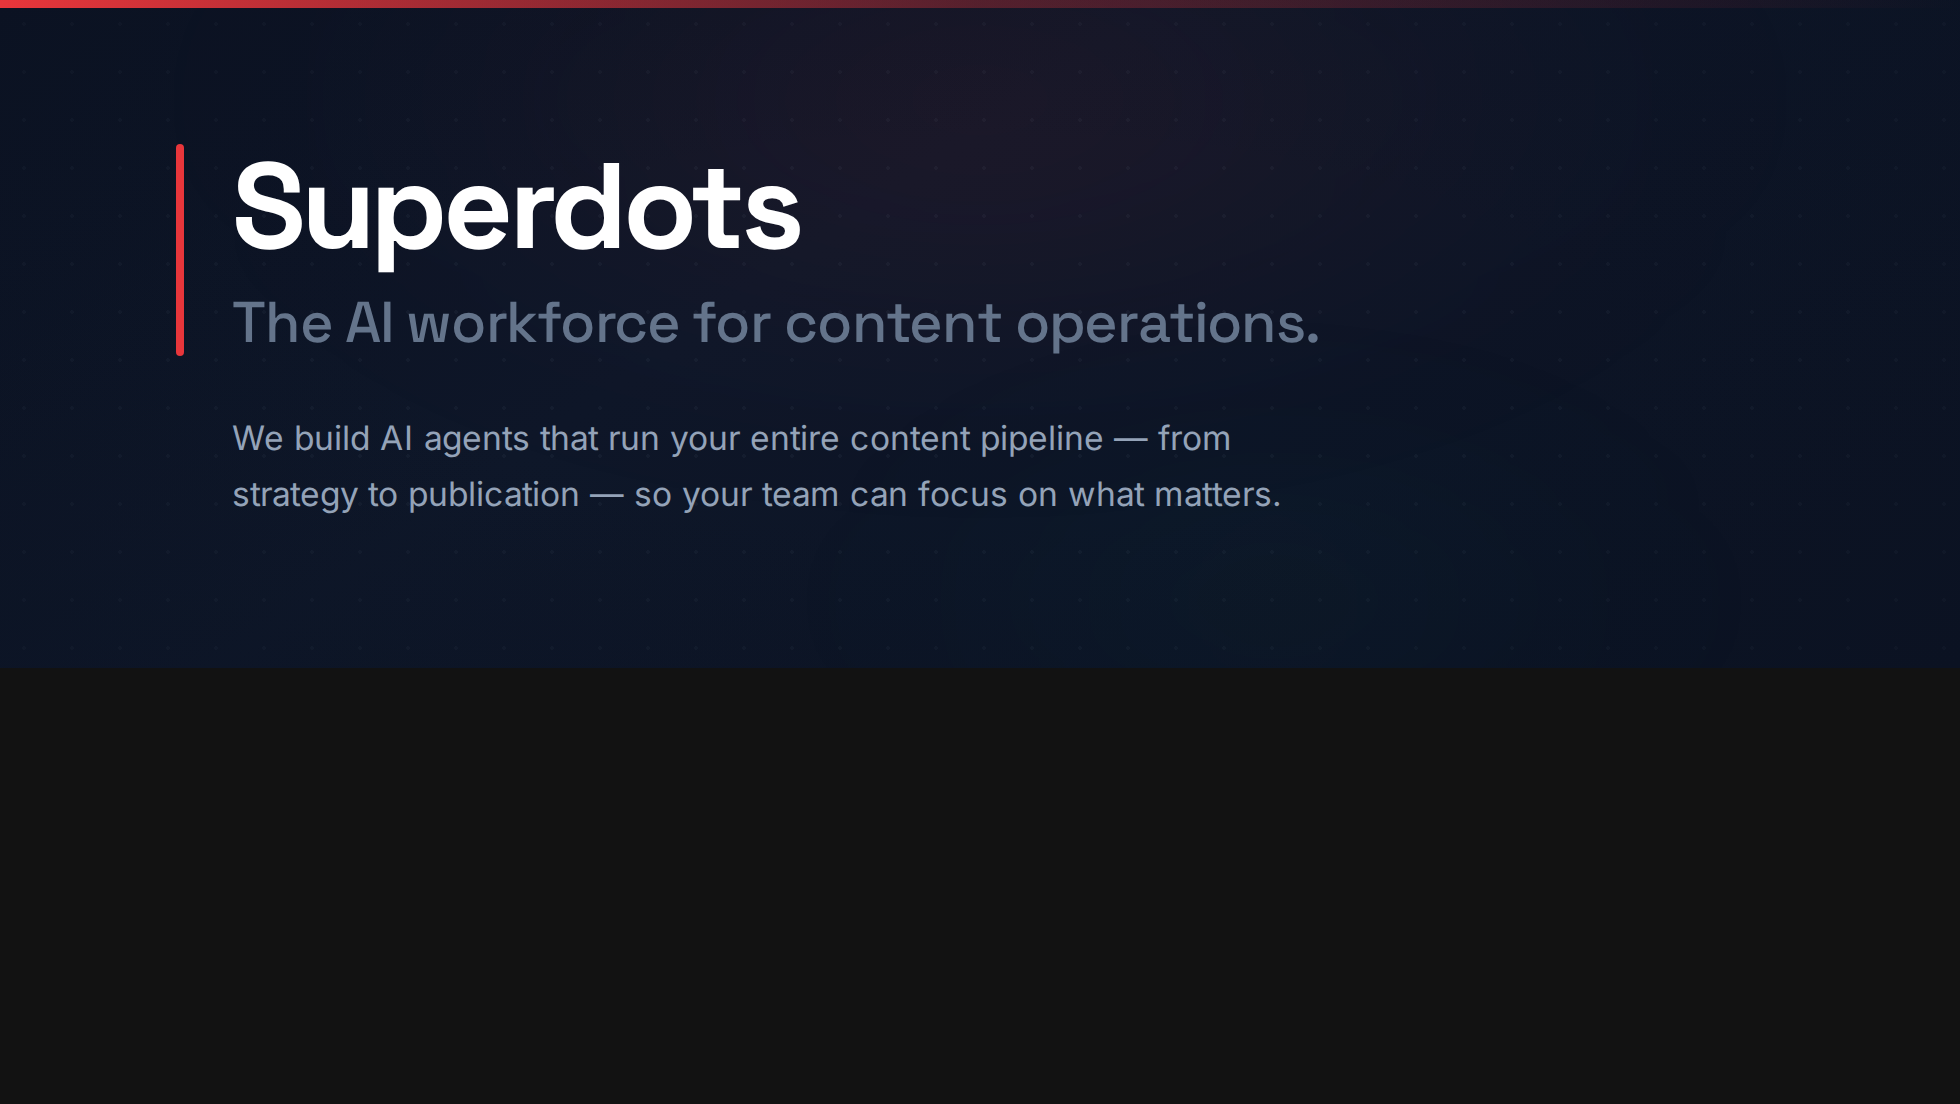 Superdots
The AI workforce for content operations.
We build AI agents that run your entire content pipeline — from
strategy to publication — so your team can focus on what matters.